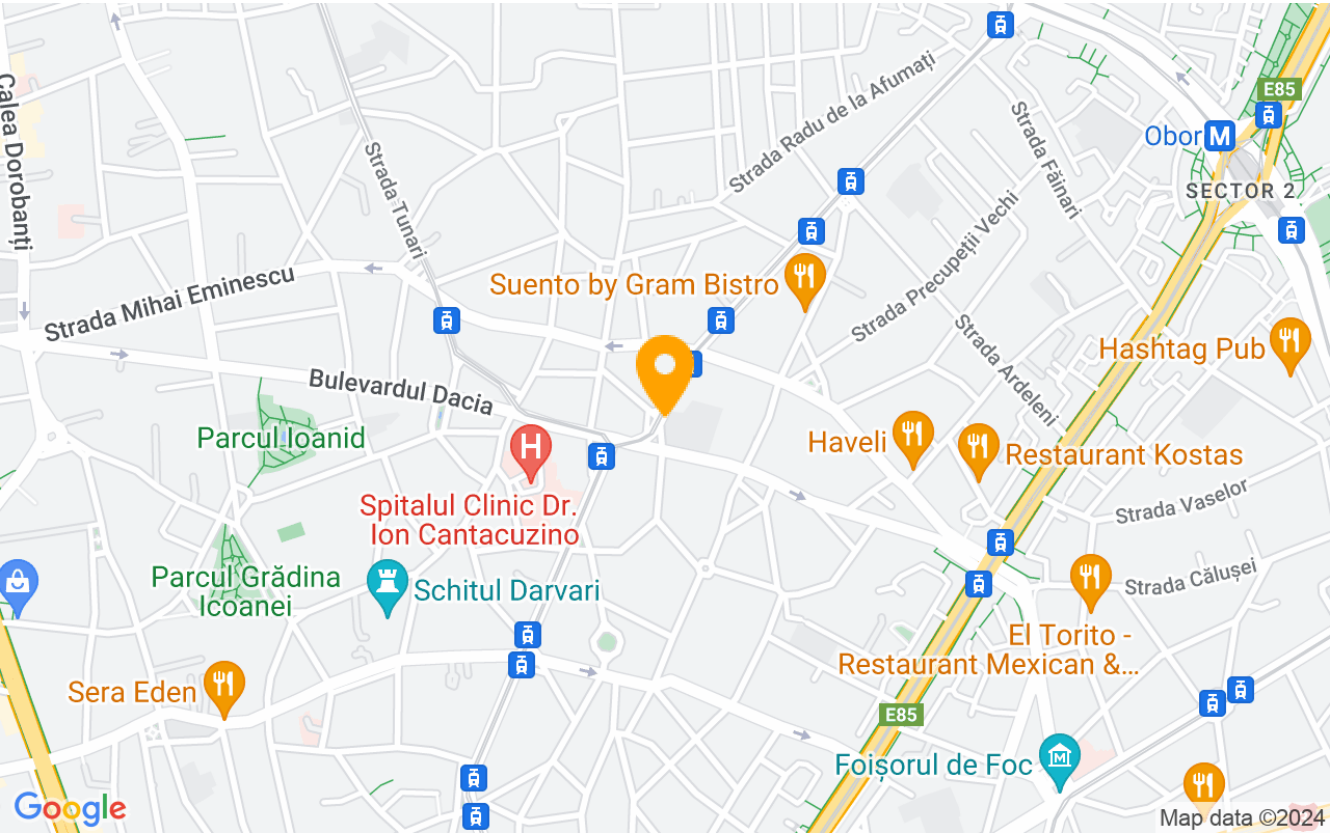 Strada Radu de la Afumați
E85
Calea Dorobanți
Strada Făinari
Obor M
Strada Tunari
SECTOR 2
Strada Precupeții Vechi
Strada Mihai Eminescu
Suento by Gram Bistro
Strada Ardeleni
Hashtag Pub
Bulevardul Dacia
Parcul Ioanid
H
Haveli
Restaurant Kostas
Spitalul Clinic Dr.
Ion Cantacuzino
Strada Vaselor
Parcul Grădina
Icoanei
Schitul Darvari
Strada Călușei
El Torito -
Restaurant Mexican &...
Sera Eden
E85
Foișorul de Foc
M
Google
Map data ©2024